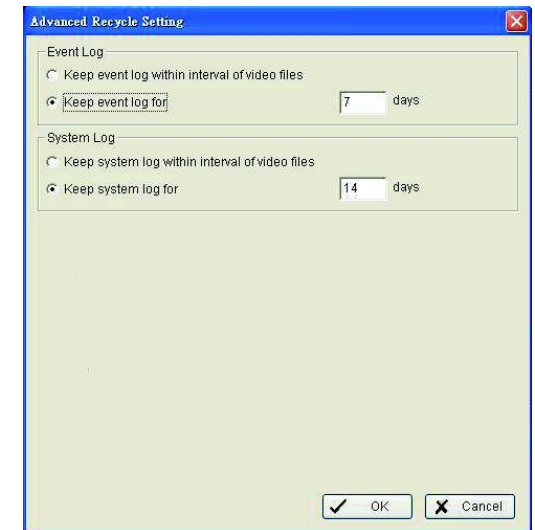 Advanced Recycle Setting
Event Log
Keep event log within interval of video files
Keep event log for 7 days
System Log
Keep system log within interval of video files
Keep system log for 14 days
OK Cancel